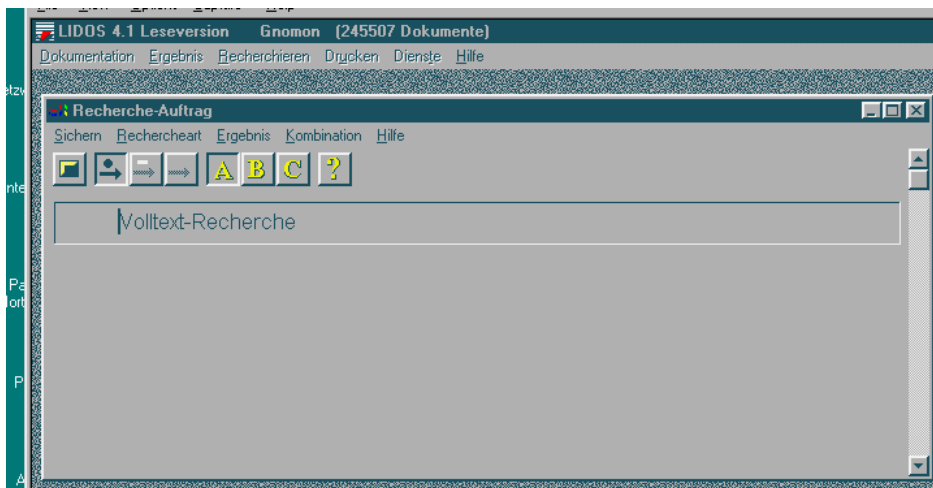 LIDOS 4.1 Leseversion Gnomon (245507 Dokumente)
Dokumentation Ergebnis Recherchieren Drucken Dienste Hilfe
Recherche-Auftrag
Sichern Rechercheart Ergebnis Kombination Hilfe
A B C ?
Volltext-Recherche